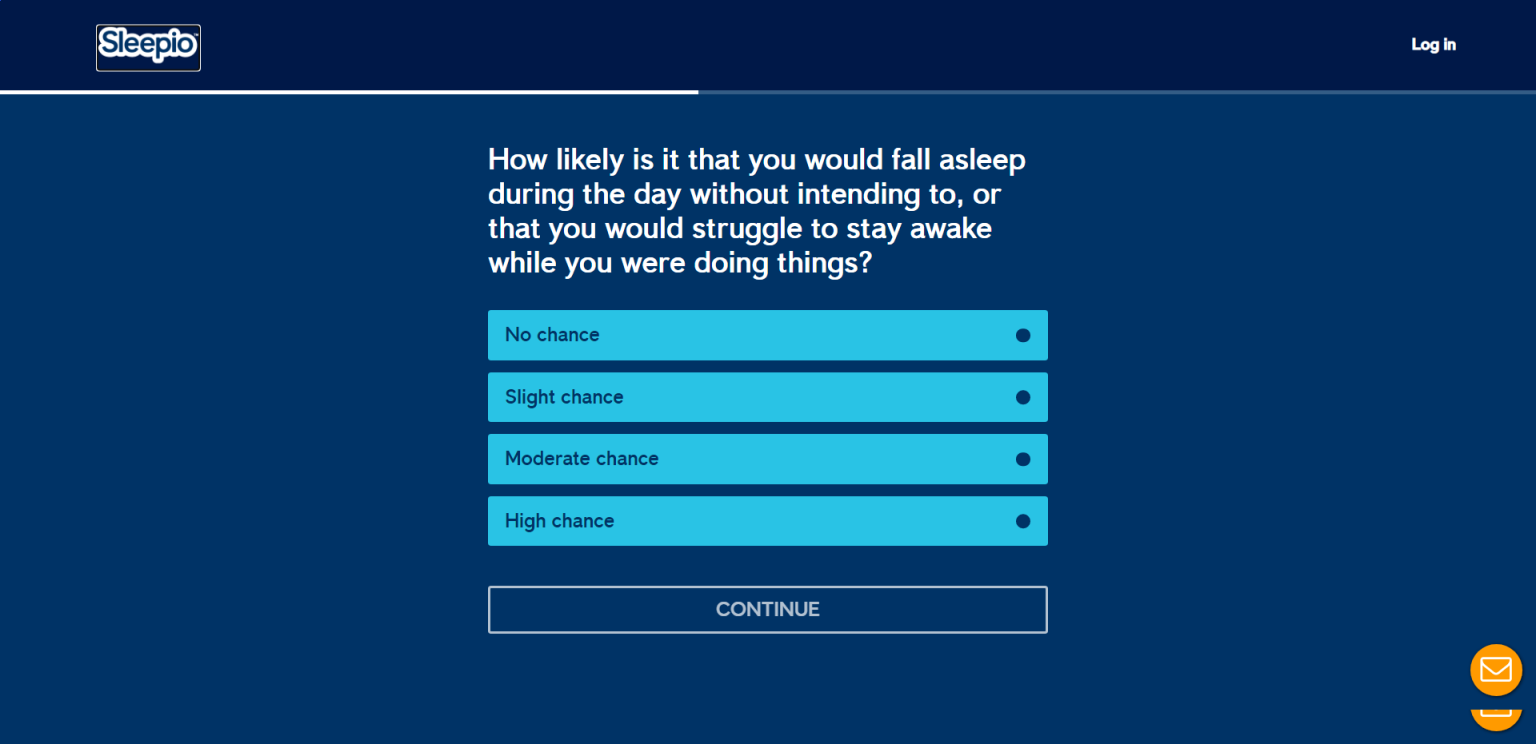 Sleepio™
Log in
How likely is it that you would fall asleep
during the day without intending to, or
that you would struggle to stay awake
while you were doing things?
No chance
Slight chance
Moderate chance
High chance
CONTINUE